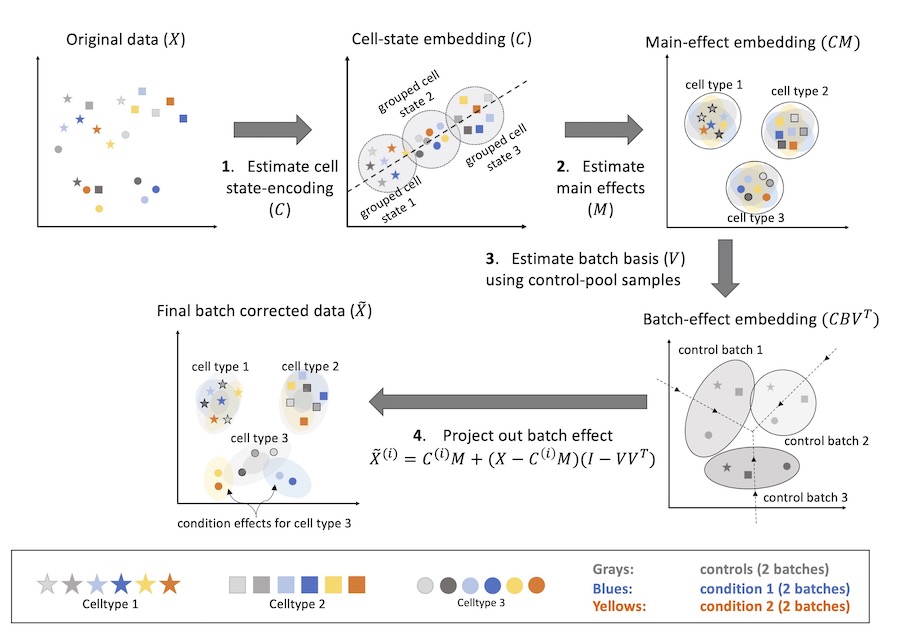 Original data (X)
Cell-state embedding (C)
Main-effect embedding (CM)
grouped cell
state 2
grouped cell
state 3
grouped cell
state 1
cell type 1
cell type 2
cell type 3
1. Estimate cell
state-encoding
(C)
2. Estimate
main effects
(M)
3. Estimate batch basis (V)
using control-pool samples
Final batch corrected data (X̃)
Batch-effect embedding (CBVᵀ)
cell type 1
cell type 2
cell type 3
condition effects for cell type 3
4. Project out batch effect
X̃⁽ⁱ⁾ = C⁽ⁱ⁾M + (X − C⁽ⁱ⁾M)(I − VVᵀ)
control batch 1
control batch 2
control batch 3
Celltype 1
Celltype 2
Celltype 3
Grays: controls (2 batches)
Blues: condition 1 (2 batches)
Yellows: condition 2 (2 batches)